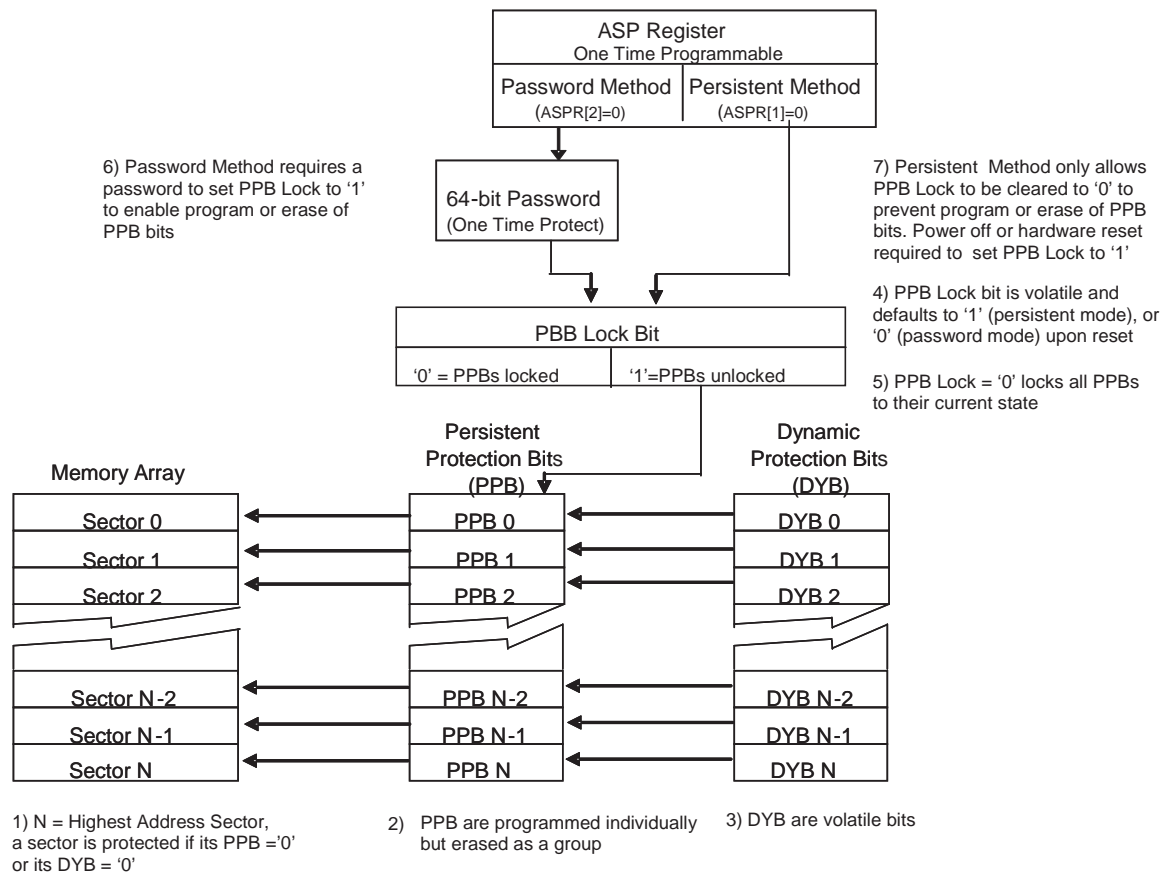 ASP Register
One Time Programmable
Password Method
(ASPR[2]=0)
Persistent Method
(ASPR[1]=0)
6) Password Method requires a
password to set PPB Lock to ‘1’
to enable program or erase of
PPB bits
64-bit Password
(One Time Protect)
7) Persistent Method only allows
PPB Lock to be cleared to ‘0’ to
prevent program or erase of PPB
bits. Power off or hardware reset
required to set PPB Lock to ‘1’
4) PPB Lock bit is volatile and
defaults to ‘1’ (persistent mode), or
‘0’ (password mode) upon reset
PBB Lock Bit
‘0’ = PPBs locked
‘1’=PPBs unlocked
5) PPB Lock = ‘0’ locks all PPBs
to their current state
Memory Array
Persistent
Protection Bits
(PPB)
Dynamic
Protection Bits
(DYB)
Sector 0
PPB 0
DYB 0
Sector 1
PPB 1
DYB 1
Sector 2
PPB 2
DYB 2
Sector N-2
PPB N-2
DYB N-2
Sector N-1
PPB N-1
DYB N-1
Sector N
PPB N
DYB N
1) N = Highest Address Sector,
a sector is protected if its PPB =‘0’
or its DYB = ‘0’
2) PPB are programmed individually
but erased as a group
3) DYB are volatile bits